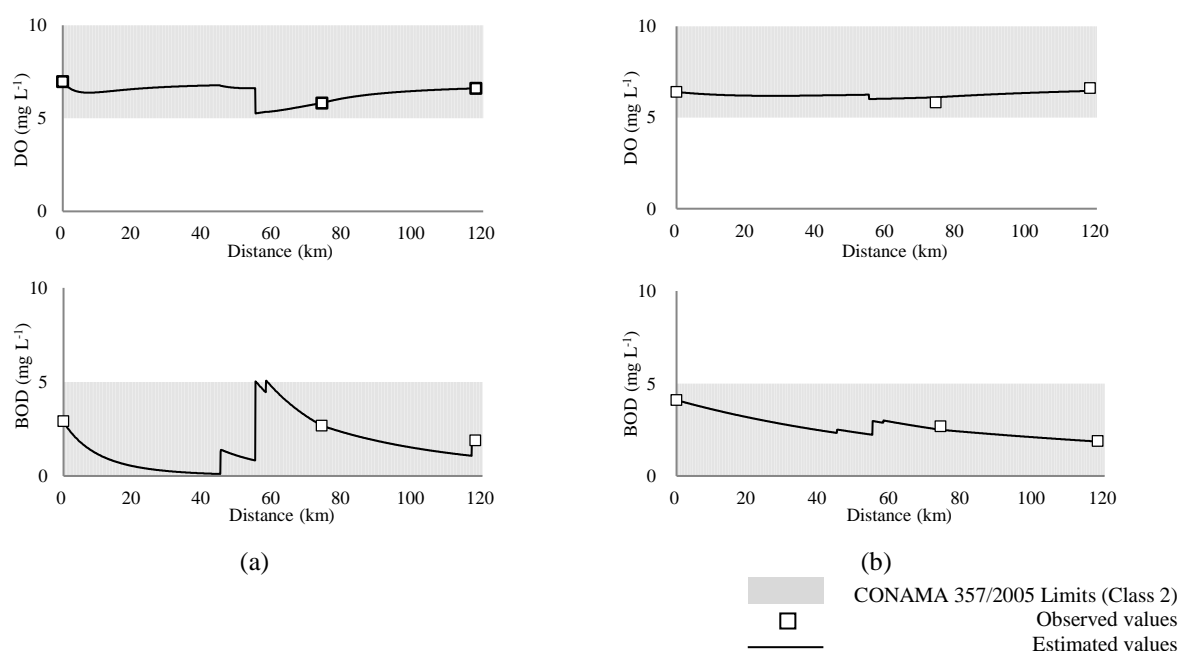 10
5
0
DO (mg L-1)
0 20 40 60 80 100 120
Distance (km)
10
5
0
DO (mg L-1)
0 20 40 60 80 100 120
Distance (km)
10
5
0
BOD (mg L-1)
0 20 40 60 80 100 120
Distance (km)
(a)
10
5
0
BOD (mg L-1)
0 20 40 60 80 100 120
Distance (km)
(b)
CONAMA 357/2005 Limits (Class 2)
Observed values
Estimated values